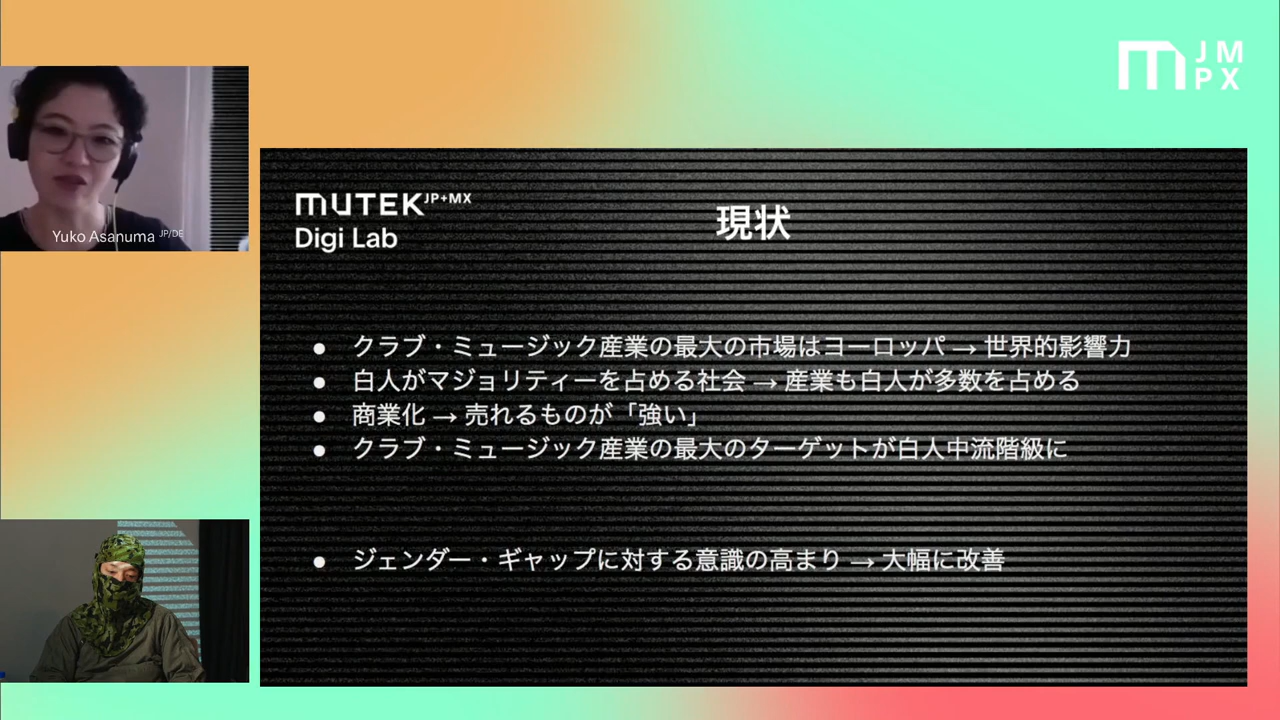 JM
PX
Yuko Asanuma JP/DE
MUTEK JP+MX
Digi Lab
現状
● クラブ・ミュージック産業の最大の市場はヨーロッパ → 世界的影響力
● 白人がマジョリティーを占める社会 → 産業も白人が多数を占める
● 商業化 → 売れるものが「強い」
● クラブ・ミュージック産業の最大のターゲットが白人中流階級に
● ジェンダー・ギャップに対する意識の高まり → 大幅に改善